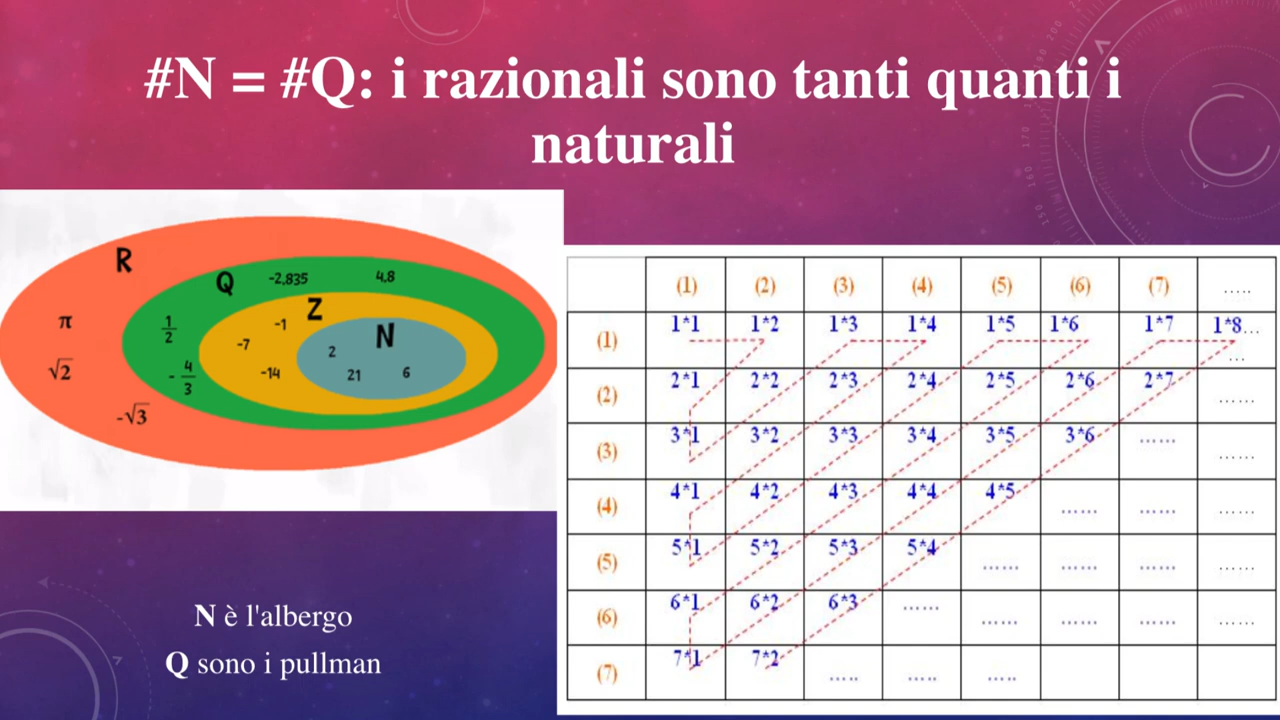 #N = #Q: i razionali sono tanti quanti i
naturali
R
Q
-2,835
4,8
π
1
2
-1
Z
N
-7
2
√2
- 4
3
-14
21
6
-√3
N è l'albergo
Q sono i pullman
(1) (2) (3) (4) (5) (6) (7) .....
(1) 1*1 1*2 1*3 1*4 1*5 1*6 1*7 1*8...
...
(2) 2*1 2*2 2*3 2*4 2*5 2*6 2*7 ......
(3) 3*1 3*2 3*3 3*4 3*5 3*6 ...... ......
(4) 4*1 4*2 4*3 4*4 4*5 ...... ...... ......
(5) 5*1 5*2 5*3 5*4 ...... ...... ...... ......
(6) 6*1 6*2 6*3 ...... ...... ...... ...... ......
(7) 7*1 7*2 ..... ..... .....